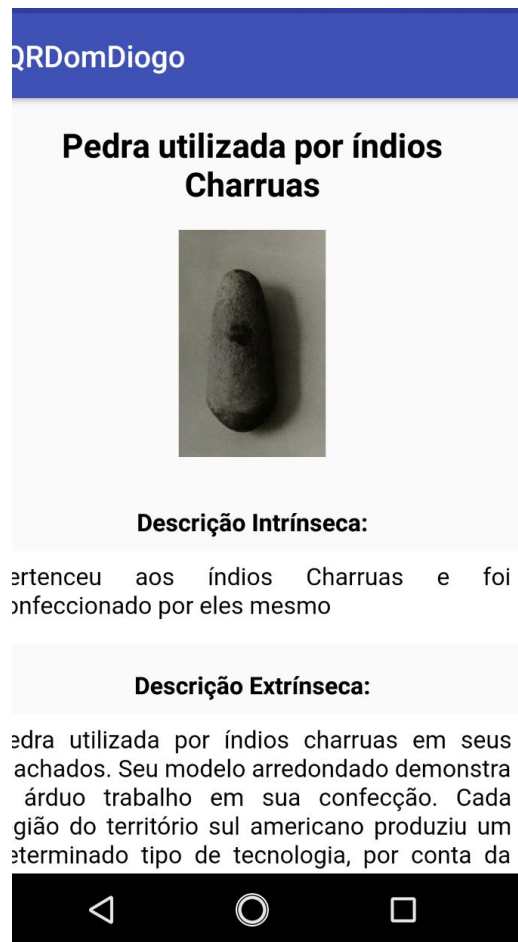 QRDomDiogo
Pedra utilizada por índios
Charruas
Descrição Intrínseca:
ertenceu aos índios Charruas e foi
onfeccionado por eles mesmo
Descrição Extrínseca:
edra utilizada por índios charruas em seus
achados. Seu modelo arredondado demonstra
árduo trabalho em sua confecção. Cada
gião do território sul americano produziu um
eterminado tipo de tecnologia, por conta da